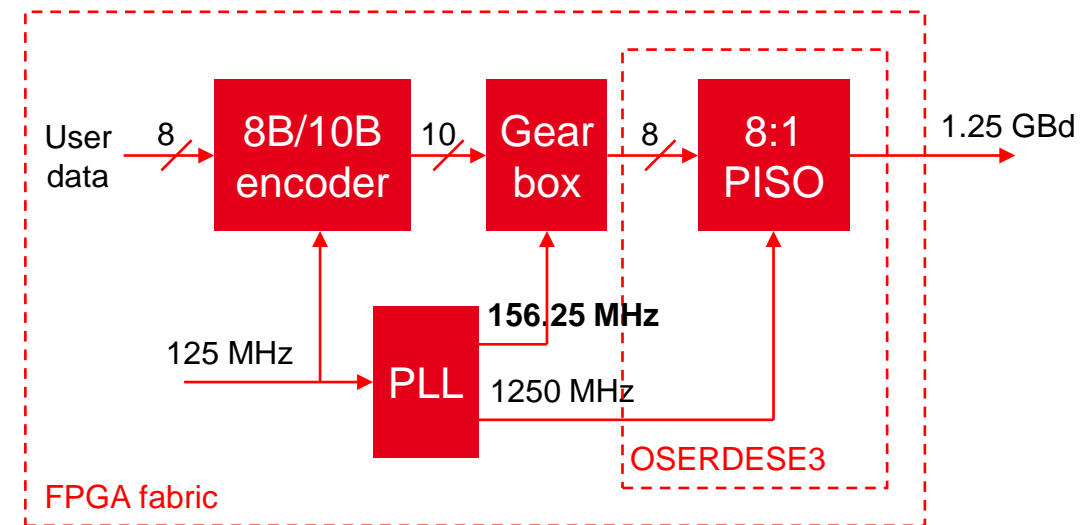 User
data
8
8B/10B
encoder
10
Gear
box
8
8:1
PISO
1.25 GBd
125 MHz
PLL
156.25 MHz
1250 MHz
OSERDESE3
FPGA fabric